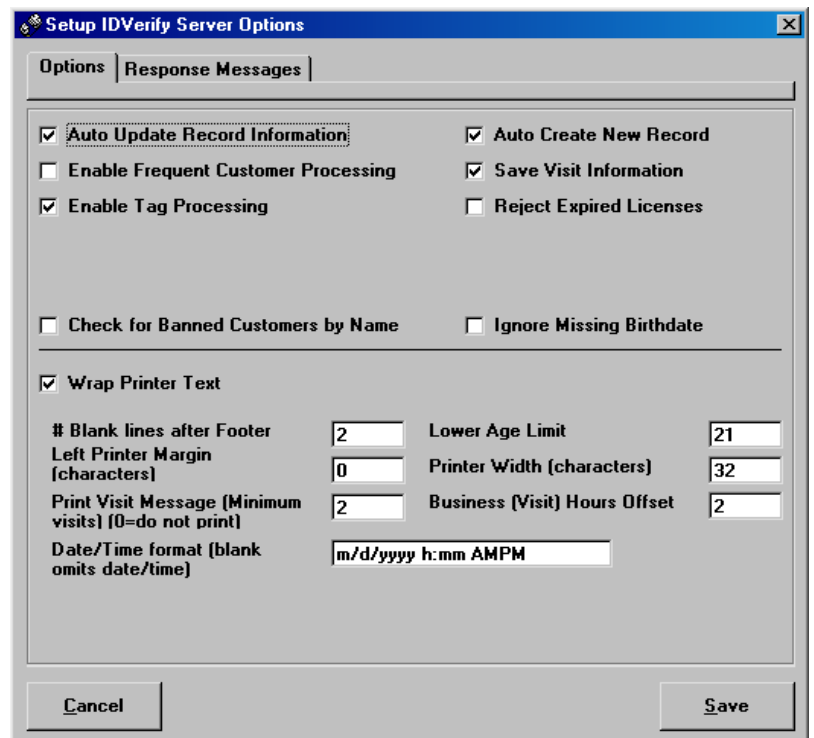 Setup IDVerify Server Options
Options
Response Messages
Auto Update Record Information
Auto Create New Record
Enable Frequent Customer Processing
Save Visit Information
Enable Tag Processing
Reject Expired Licenses
Check for Banned Customers by Name
Ignore Missing Birthdate
Wrap Printer Text
# Blank lines after Footer
2
Lower Age Limit
21
Left Printer Margin
(characters)
0
Printer Width (characters)
32
Print Visit Message (Minimum
visits) (0=do not print)
2
Business (Visit) Hours Offset
2
Date/Time format (blank
omits date/time)
m/d/yyyy h:mm AMPM
Cancel
Save